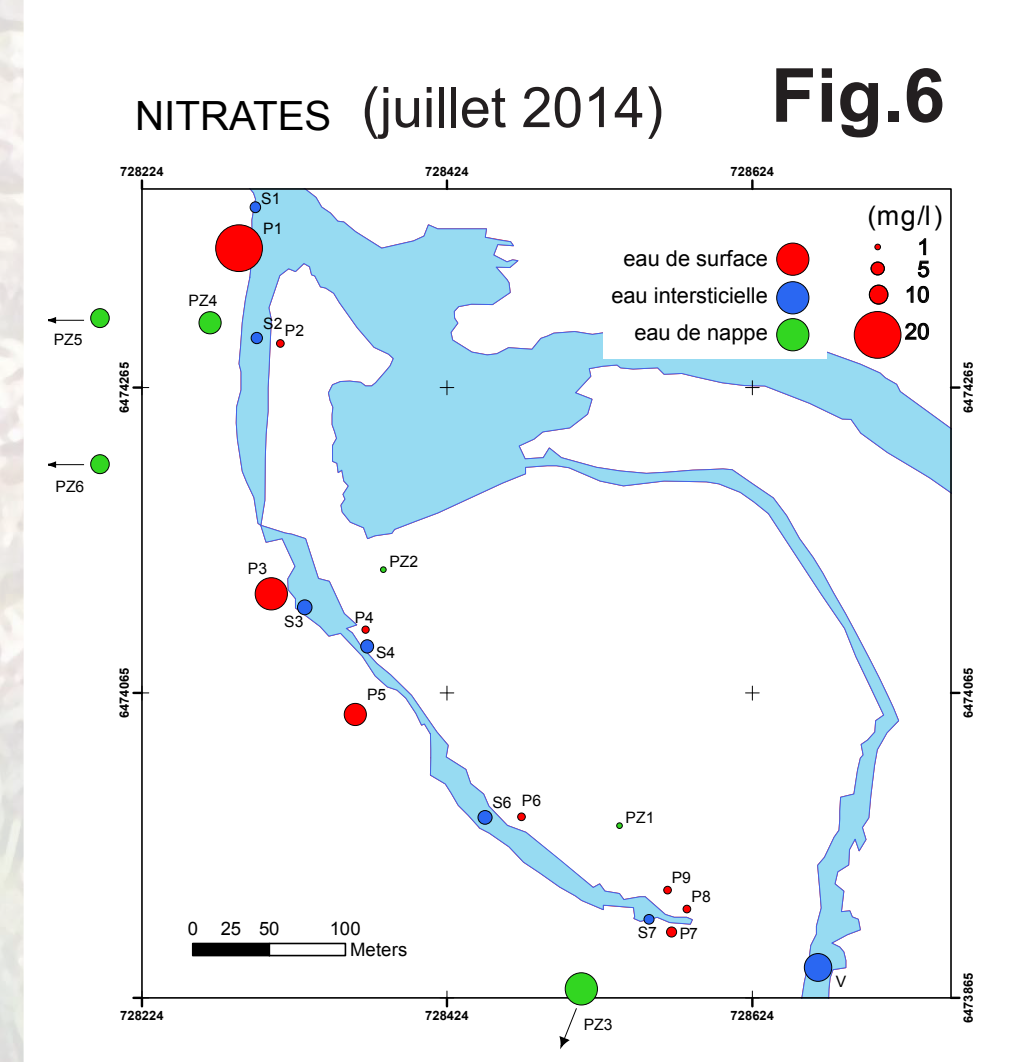 NITRATES (juillet 2014) Fig.6
728224 728424 728624
S1
P1
(mg/l)
eau de surface 1
5
eau intersticielle 10
eau de nappe 20
PZ4
PZ5
S2 P2
6474265 6474265
PZ6
PZ2
P3
S3
P4
S4
6474065 6474065
P5
S6 P6
PZ1
P9
P8
S7 P7
0 25 50 100
Meters
V
6473865
PZ3
728224 728424 728624